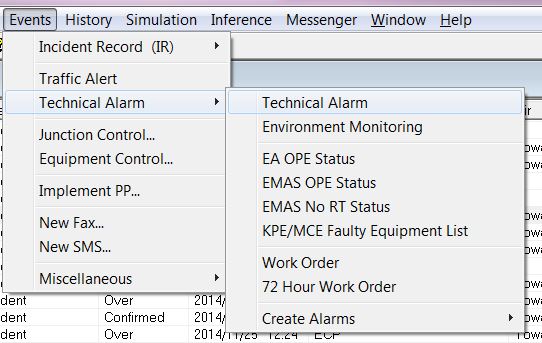 Events History Simulation Inference Messenger Window Help
Incident Record (IR)
Traffic Alert
Technical Alarm
Junction Control...
Equipment Control...
Implement PP...
New Fax...
New SMS...
Miscellaneous
Technical Alarm
Environment Monitoring
EA OPE Status
EMAS OPE Status
EMAS No RT Status
KPE/MCE Faulty Equipment List
Work Order
72 Hour Work Order
Create Alarms
dent Over 2014/
dent Confirmed 2014/
dent Over 2014/11/25 12:24 ECP